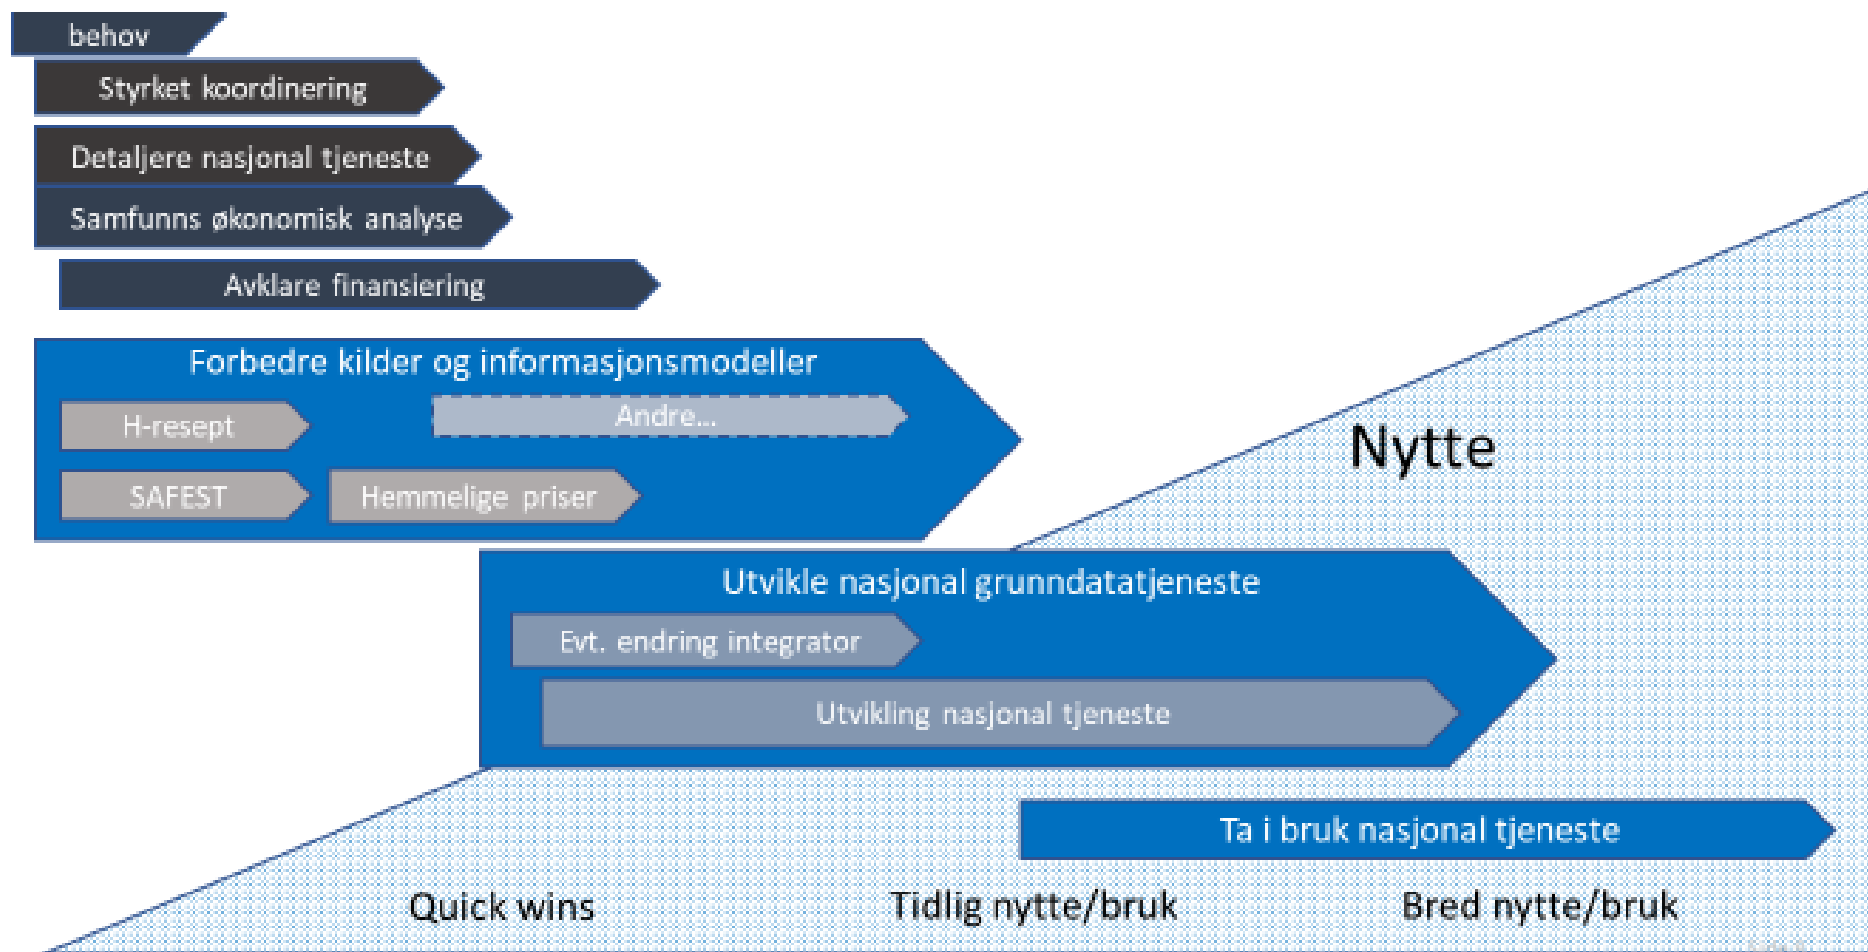 behov
Styrket koordinering
Detaljere nasjonal tjeneste
Samfunns økonomisk analyse
Avklare finansiering
Forbedre kilder og informasjonsmodeller
Andre...
H-resept
SAFEST
Hemmelige priser
Nytte
Utvikle nasjonal grunndatatjeneste
Evt. endring integrator
Utvikling nasjonal tjeneste
Ta i bruk nasjonal tjeneste
Quick wins
Tidlig nytte/bruk
Bred nytte/bruk